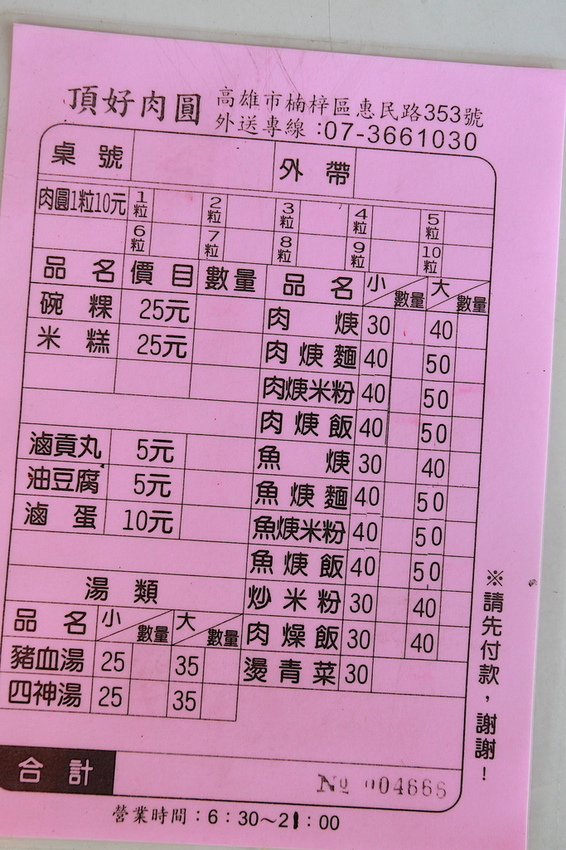 頂好肉圓
高雄市楠梓區惠民路353號
外送專線:07-3661030
桌號 外帶
肉圓1粒10元 1粒 2粒 3粒 4粒 5粒
6粒 7粒 8粒 9粒 10粒
品名 價目 數量
碗粿 25元
米糕 25元
滷貢丸 5元
油豆腐 5元
滷蛋 10元
湯類
品名 小 數量 大 數量
豬血湯 25 35
四神湯 25 35
品名 小 數量 大 數量
肉焿 30 40
肉焿麵 40 50
肉焿米粉 40 50
肉焿飯 40 50
魚焿 30 40
魚焿麵 40 50
魚焿米粉 40 50
魚焿飯 40 50
炒米粉 30 40
肉燥飯 30 40
燙青菜 30
※請先付款，謝謝！
合計
No 004666
營業時間：6：30～21：00